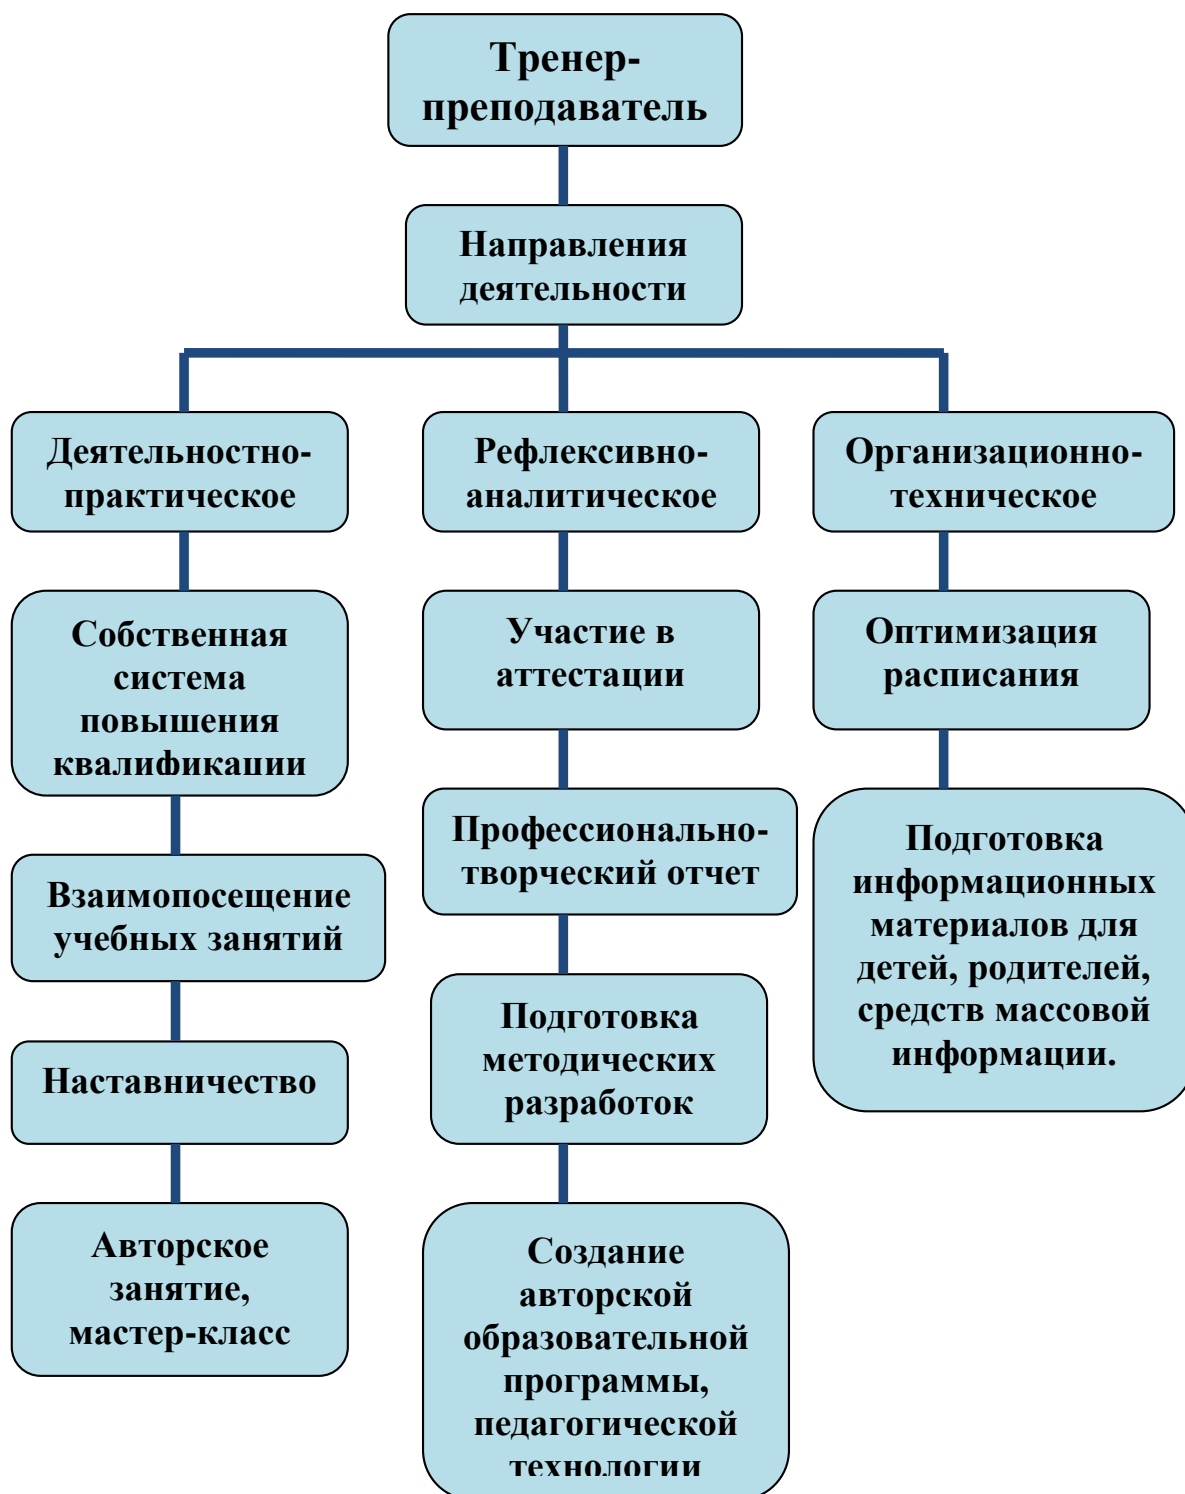 Тренер-
преподаватель
Направления
деятельности
Деятельностно-
практическое
Рефлексивно-
аналитическое
Организационно-
техническое
Собственная
система
повышения
квалификации
Участие в
аттестации
Оптимизация
расписания
Взаимопосещение
учебных занятий
Профессионально-
творческий отчет
Подготовка
информационных
материалов для
детей, родителей,
средств массовой
информации.
Наставничество
Подготовка
методических
разработок
Авторское
занятие,
мастер-класс
Создание
авторской
образовательной
программы,
педагогической
технологии